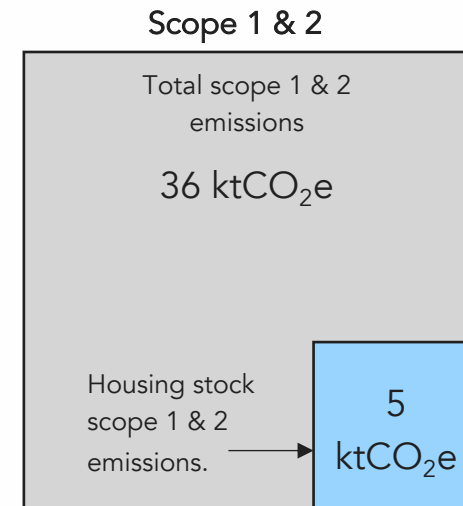 Scope 1 & 2
Total scope 1 & 2
emissions
36 ktCO₂e
Housing stock
scope 1 & 2
emissions.
5
ktCO₂e